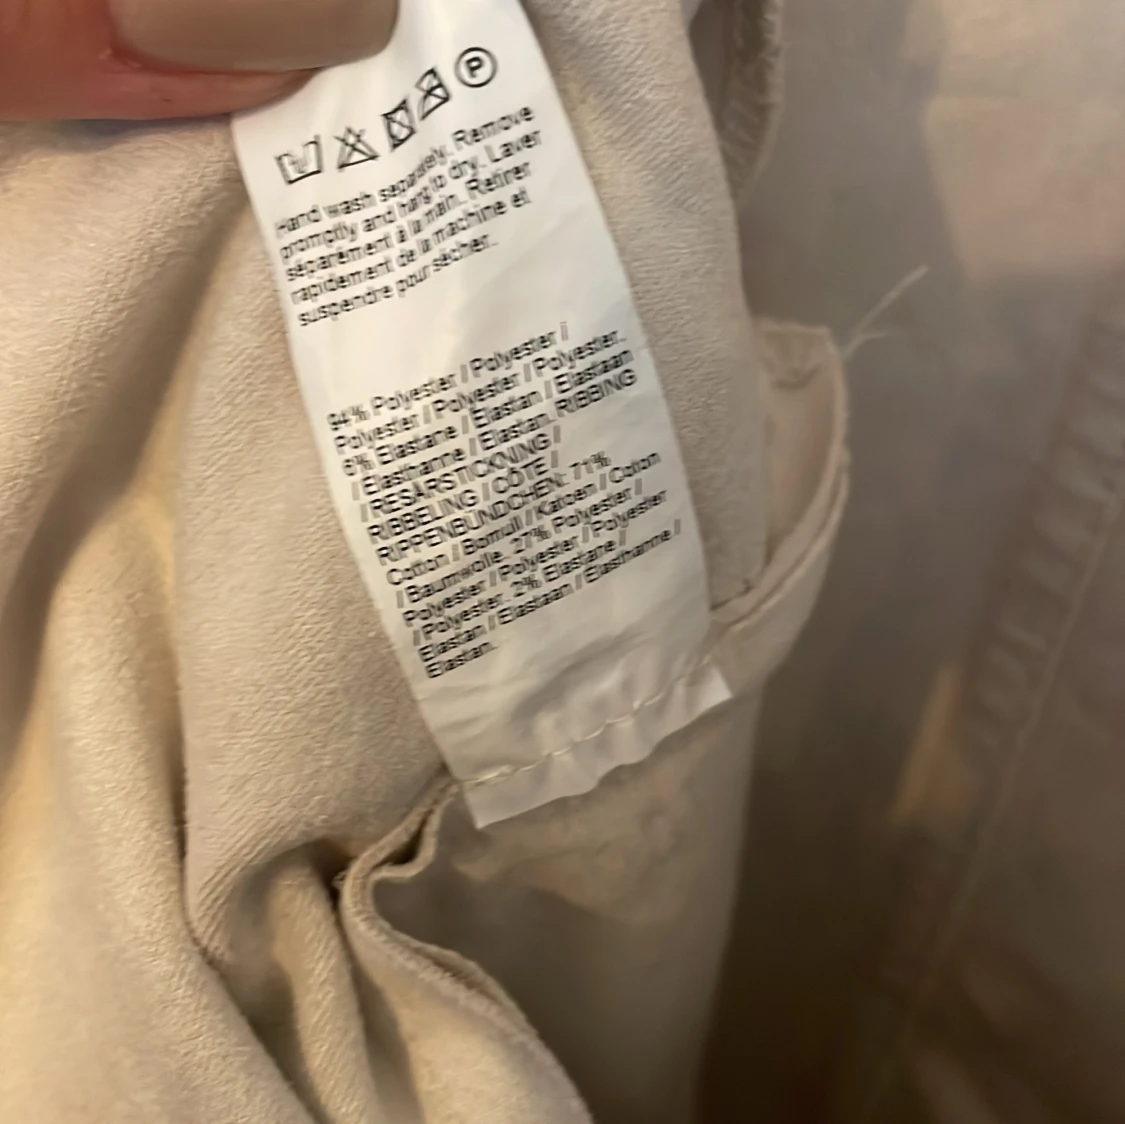 P
Hand wash separately. Remove
promptly and hang to dry. Laver
séparément à la main. Retirer
rapidement de la machine et
suspendre pour sécher.
94% Polyester / Polyester /
Polyester / Polyester / Polyester.
6% Elastane / Elastan / Elastaan
/ Elasthanne / Elastan. RIBBING
/ RESÅRSTICKNING /
RIBBELING / CÔTE /
RIPPENBÜNDCHEN: 71%
Cotton / Bomull / Katoen / Coton
/ Baumwolle. 27% Polyester /
Polyester / Polyester / Polyester
/ Polyester. 2% Elastane /
Elastan / Elastaan / Elasthanne /
Elastan.